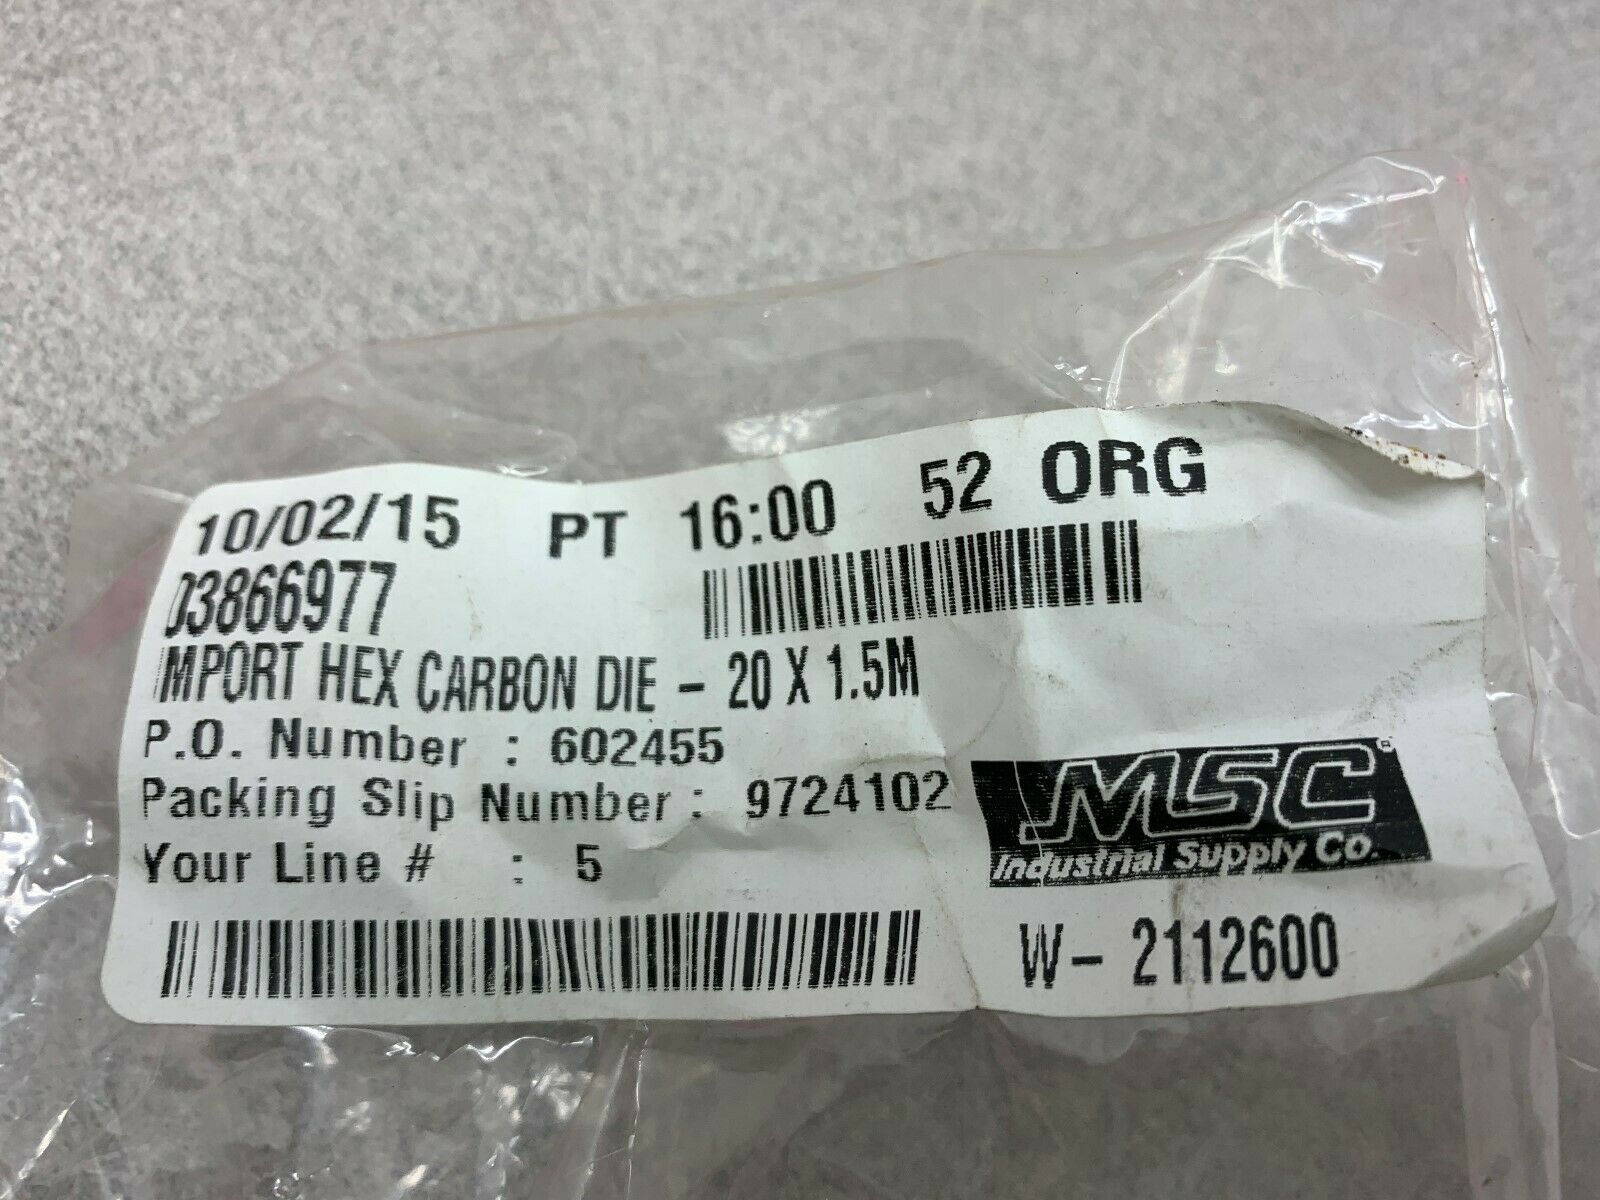 10/02/15 PT 16:00 52 ORG
03866977
IMPORT HEX CARBON DIE - 20 X 1.5M
P.O. Number : 602455
Packing Slip Number : 9724102
Your Line # : 5
MSC®
Industrial Supply Co.
W- 2112600